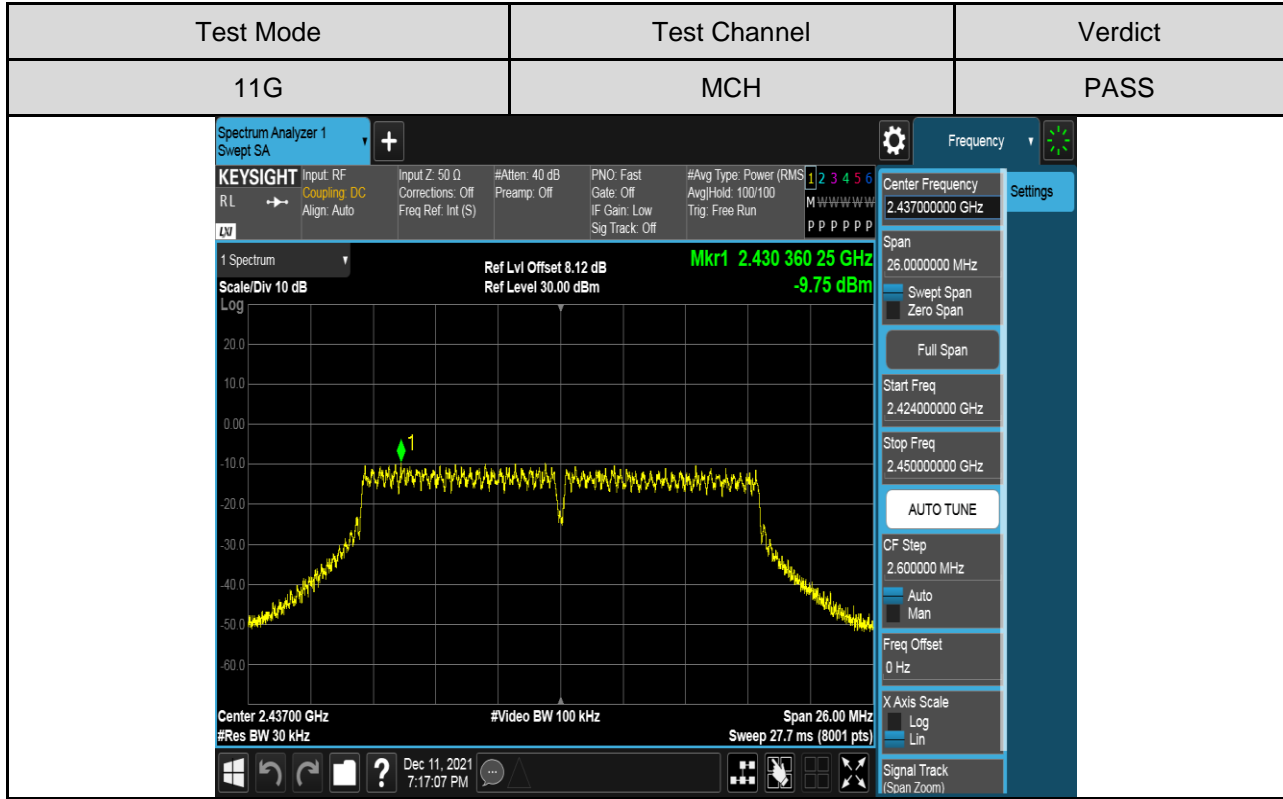 Test Mode Test Channel Verdict
11G MCH PASS
Spectrum Analyzer 1
Swept SA
+
Frequency
KEYSIGHT Input: RF Input Z: 50 Ω #Atten: 40 dB PNO: Fast #Avg Type: Power (RMS 1 2 3 4 5 6
RL Coupling: DC Corrections: Off Preamp: Off Gate: Off Avg|Hold: 100/100 M W W W W W
Align: Auto Freq Ref: Int (S) IF Gain: Low Trig: Free Run
LXI Sig Track: Off P P P P P P
1 Spectrum Ref Lvl Offset 8.12 dB Mkr1 2.430 360 25 GHz
Scale/Div 10 dB Ref Level 30.00 dBm -9.75 dBm
Log
20.0
10.0
0.00
1
-10.0
-20.0
-30.0
-40.0
-50.0
-60.0
Center 2.43700 GHz #Video BW 100 kHz Span 26.00 MHz
#Res BW 30 kHz Sweep 27.7 ms (8001 pts)
? Dec 11, 2021
7:17:07 PM
Center Frequency
2.437000000 GHz
Settings
Span
26.0000000 MHz
Swept Span
Zero Span
Full Span
Start Freq
2.424000000 GHz
Stop Freq
2.450000000 GHz
AUTO TUNE
CF Step
2.600000 MHz
Auto
Man
Freq Offset
0 Hz
X Axis Scale
Log
Lin
Signal Track
(Span Zoom)